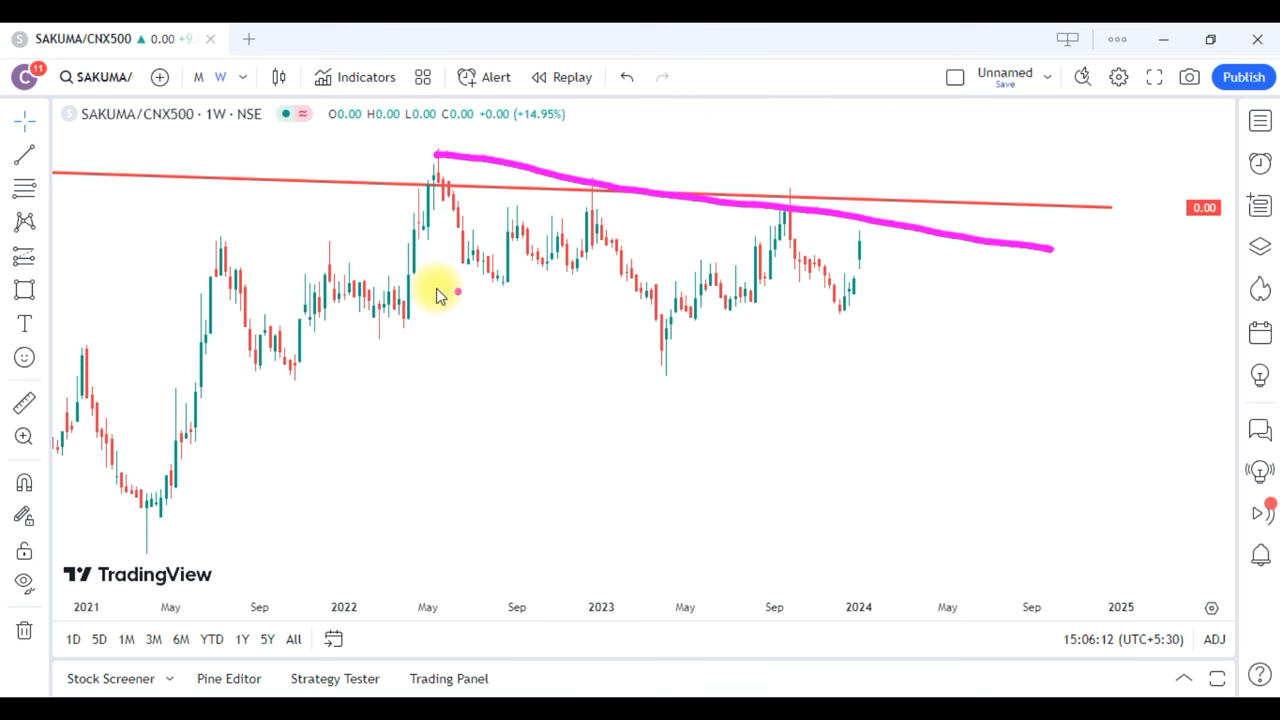 S SAKUMA/CNX500 ▲ 0.00 +9.
C 11 SAKUMA/ M W Indicators Alert Replay Unnamed Save Publish
S SAKUMA/CNX500 · 1W · NSE O0.00 H0.00 L0.00 C0.00 +0.00 (+14.95%)
0.00
TradingView
2021 May Sep 2022 May Sep 2023 May Sep 2024 May Sep 2025
1D 5D 1M 3M 6M YTD 1Y 5Y All 15:06:12 (UTC+5:30) ADJ
Stock Screener Pine Editor Strategy Tester Trading Panel